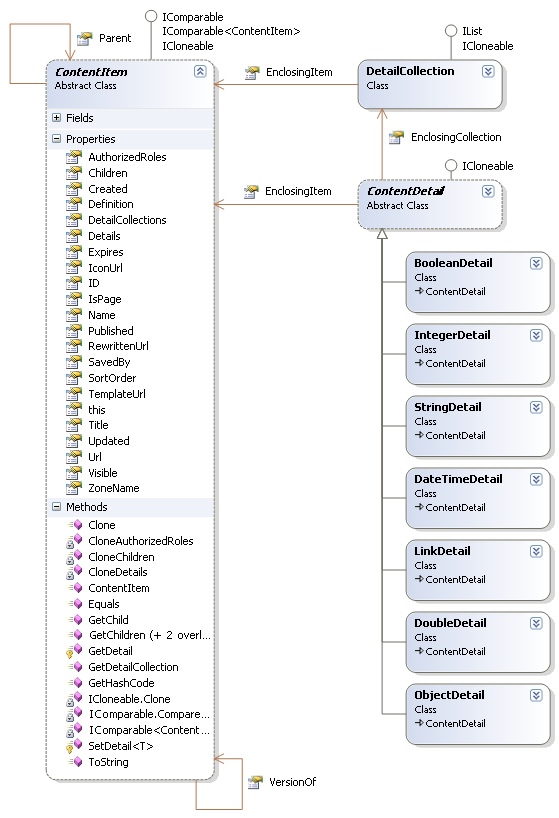 Parent
IComparable
IComparable<ContentItem>
ICloneable
ContentItem
Abstract Class
Fields
Properties
AuthorizedRoles
Children
Created
Definition
DetailCollections
Details
Expires
IconUrl
ID
IsPage
Name
Published
RewrittenUrl
SavedBy
SortOrder
TemplateUrl
this
Title
Updated
Url
Visible
ZoneName
Methods
Clone
CloneAuthorizedRoles
CloneChildren
CloneDetails
ContentItem
Equals
GetChild
GetChildren (+ 2 overl...
GetDetail
GetDetailCollection
GetHashCode
ICloneable.Clone
IComparable.Compare...
IComparable<Content...
SetDetail<T>
ToString
VersionOf
EnclosingItem
IList
ICloneable
DetailCollection
Class
EnclosingCollection
EnclosingItem
ICloneable
ContentDetail
Abstract Class
BooleanDetail
Class
ContentDetail
IntegerDetail
Class
ContentDetail
StringDetail
Class
ContentDetail
DateTimeDetail
Class
ContentDetail
LinkDetail
Class
ContentDetail
DoubleDetail
Class
ContentDetail
ObjectDetail
Class
ContentDetail